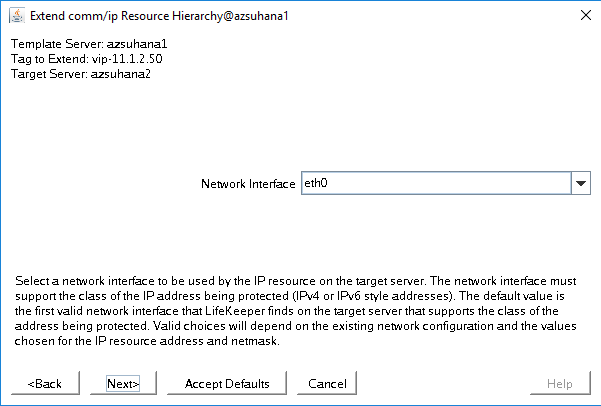 Extend comm/ip Resource Hierarchy@azsuhana1
Template Server: azsuhana1
Tag to Extend: vip-11.1.2.50
Target Server: azsuhana2
Network Interface eth0
Select a network interface to be used by the IP resource on the target server. The network interface must
support the class of the IP address being protected (IPv4 or IPv6 style addresses). The default value is
the first valid network interface that LifeKeeper finds on the target server that supports the class of the
address being protected. Valid choices will depend on the existing network configuration and the values
chosen for the IP resource address and netmask.
<Back Next> Accept Defaults Cancel Help